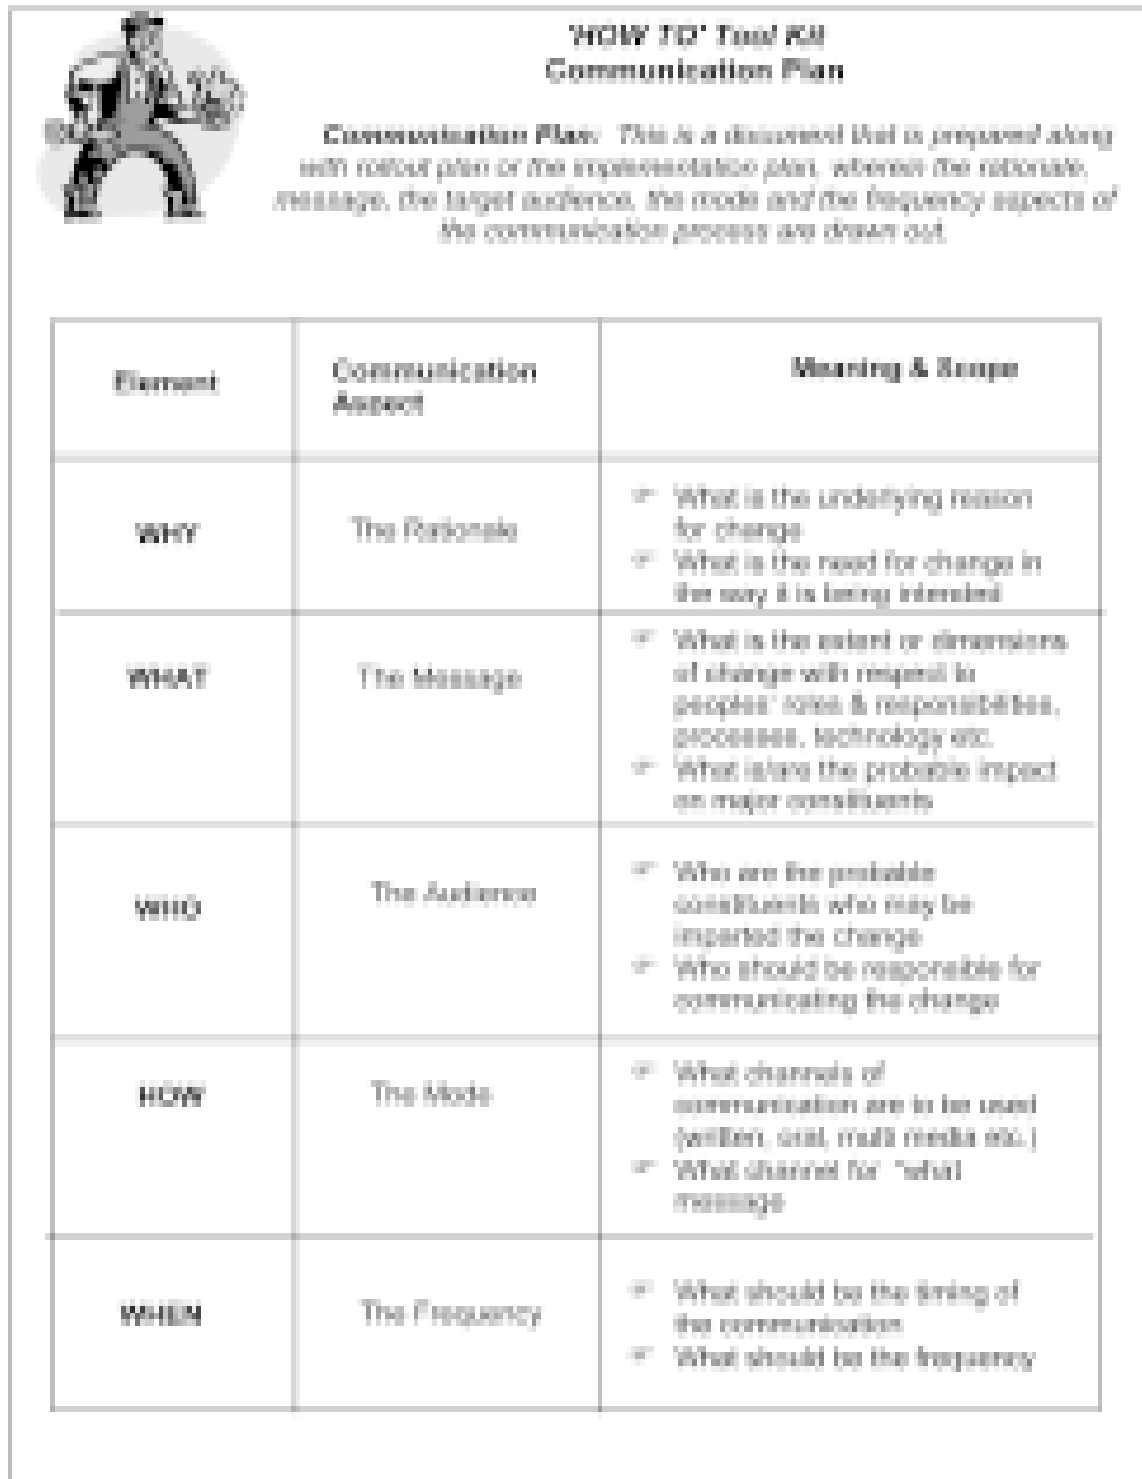 'HOW TO' Tool Kit
Communication Plan
Communication Plan: This is a document that is prepared along
with rollout plan or the implementation plan, wherein the rationale,
message, the target audience, the mode and the frequency aspects of
the communication process are drawn out.
Element
Communication
Aspect
Meaning & Scope
WHY
The Rationale
What is the underlying reason
for change
What is the need for change in
the way it is being intended
WHAT
The Message
What is the extent or dimensions
of change with respect to
peoples' roles & responsibilities,
processes, technology etc.
What is/are the probable impact
on major constituents
WHO
The Audience
Who are the probable
constituents who may be
imparted the change
Who should be responsible for
communicating the change
HOW
The Mode
What channels of
communication are to be used
(written, oral, multi media etc.)
What channel for "what
message
WHEN
The Frequency
What should be the timing of
the communication
What should be the frequency